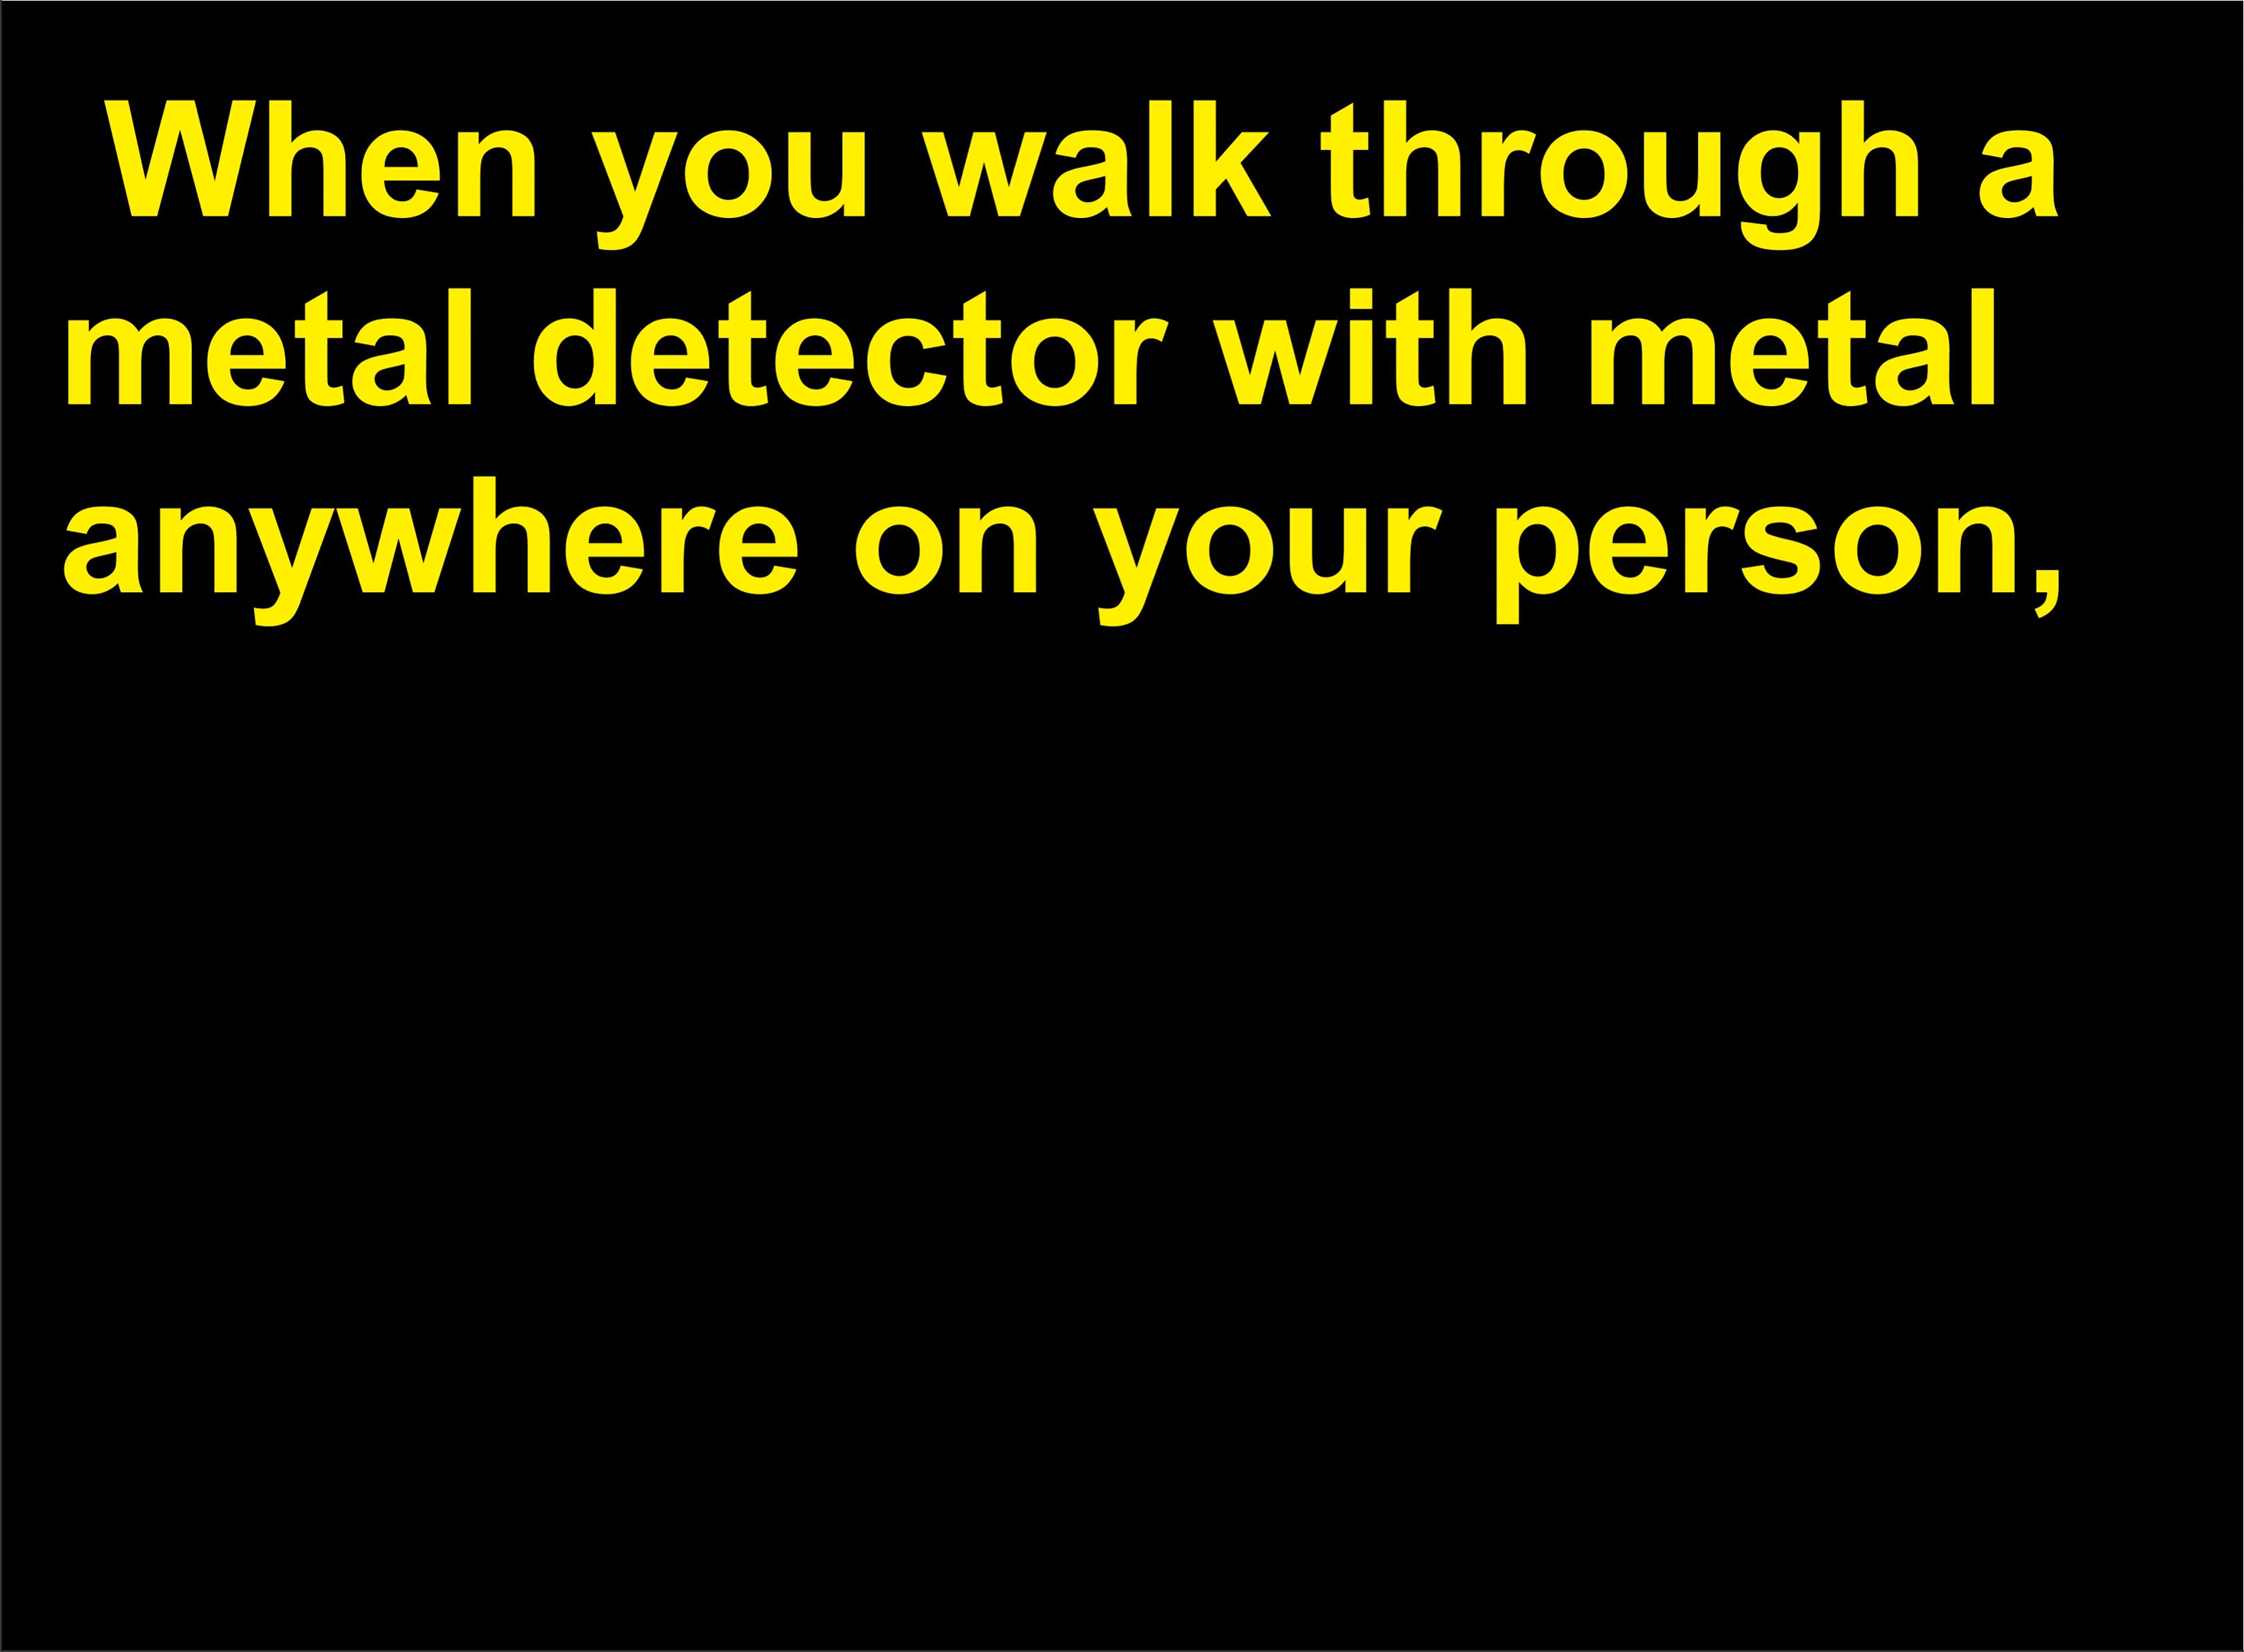 When you walk through a
metal detector with metal
anywhere on your person,